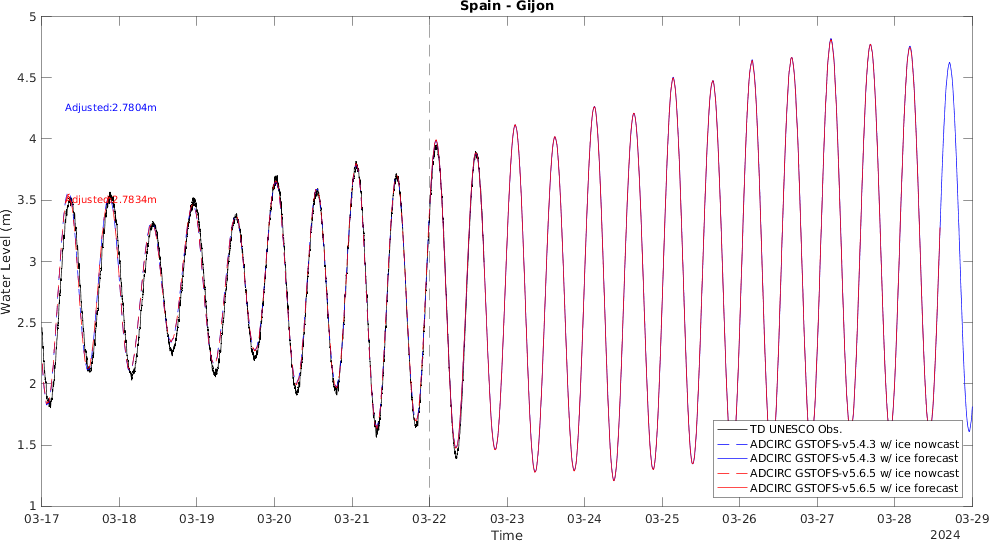 Spain - Gijon
5
4.5
4
3.5
3
2.5
2
1.5
1
Water Level (m)
Adjusted:2.7804m
Adjusted:2.7834m
TD UNESCO Obs.
ADCIRC GSTOFS-v5.4.3 w/ ice nowcast
ADCIRC GSTOFS-v5.4.3 w/ ice forecast
ADCIRC GSTOFS-v5.6.5 w/ ice nowcast
ADCIRC GSTOFS-v5.6.5 w/ ice forecast
03-17 03-18 03-19 03-20 03-21 03-22 03-23 03-24 03-25 03-26 03-27 03-28 03-29
Time
2024